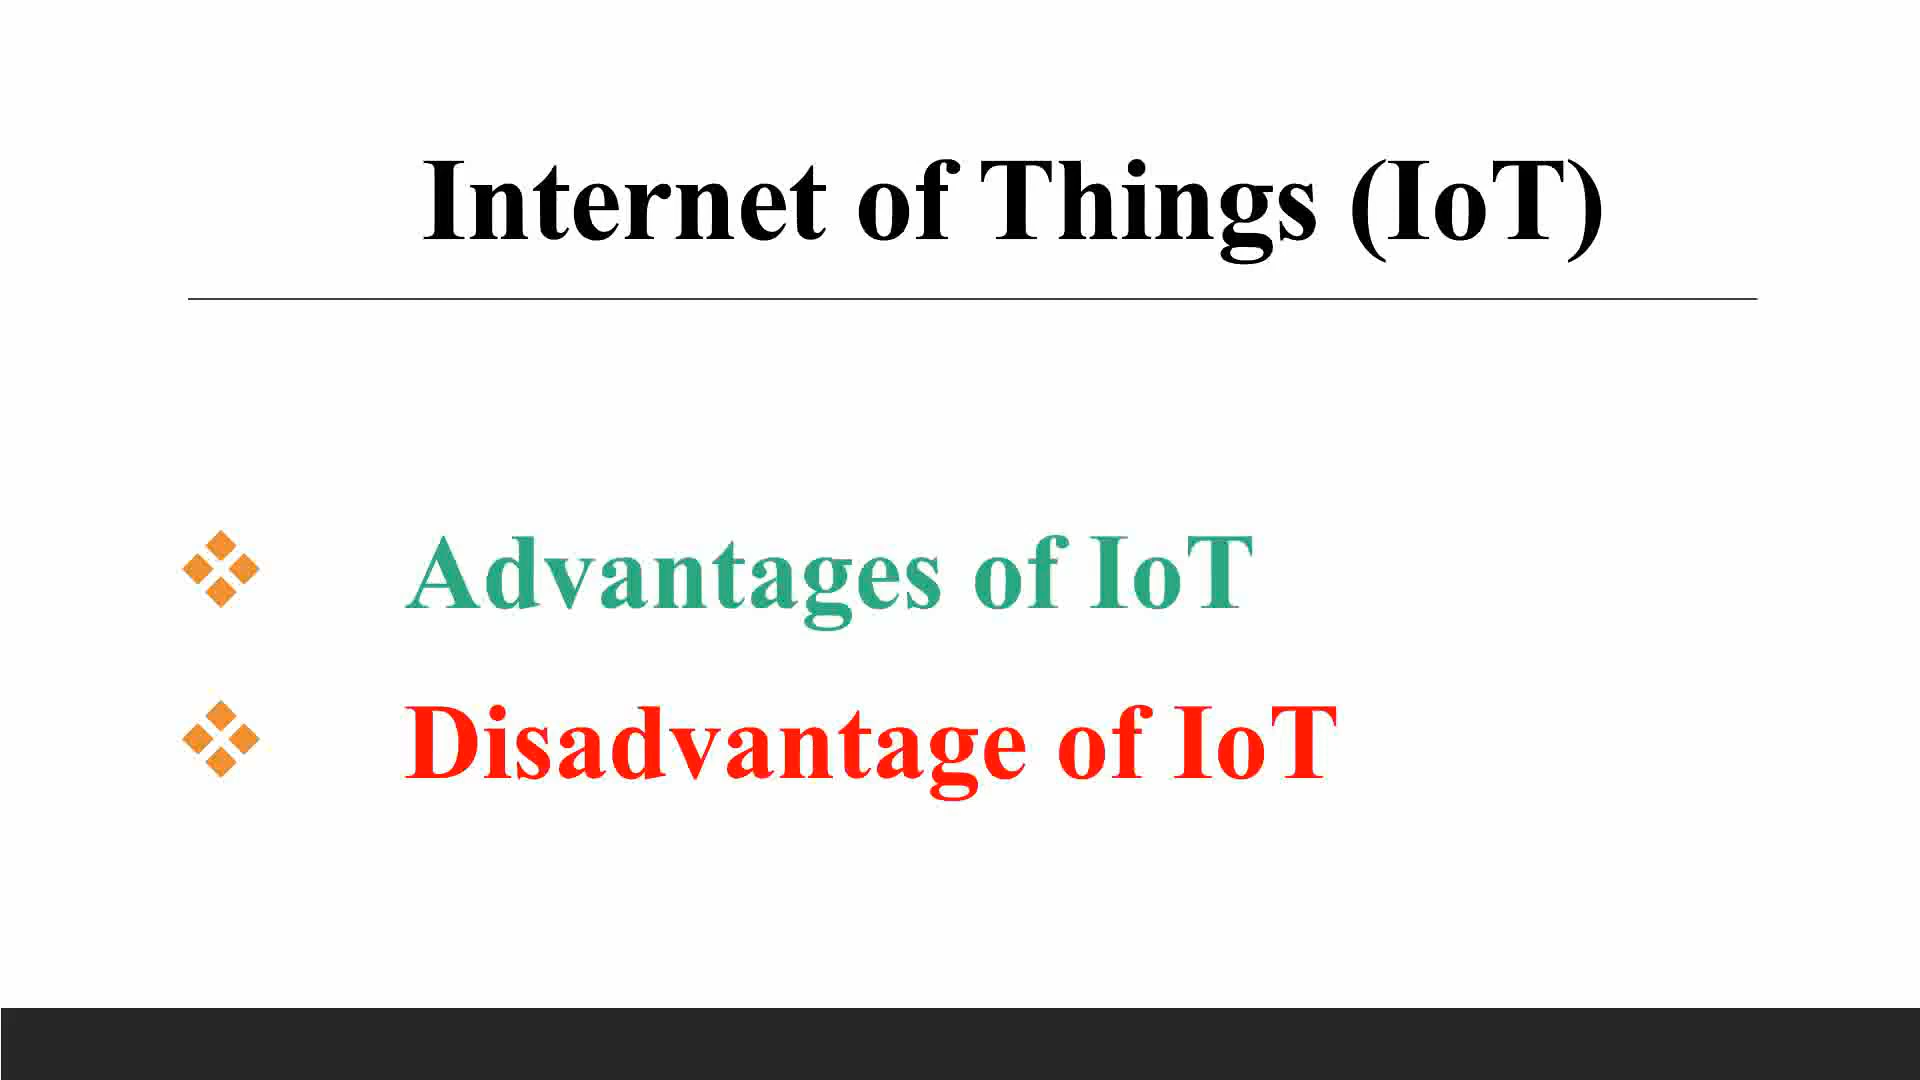 Internet of Things (IoT)
Advantages of IoT
Disadvantage of IoT